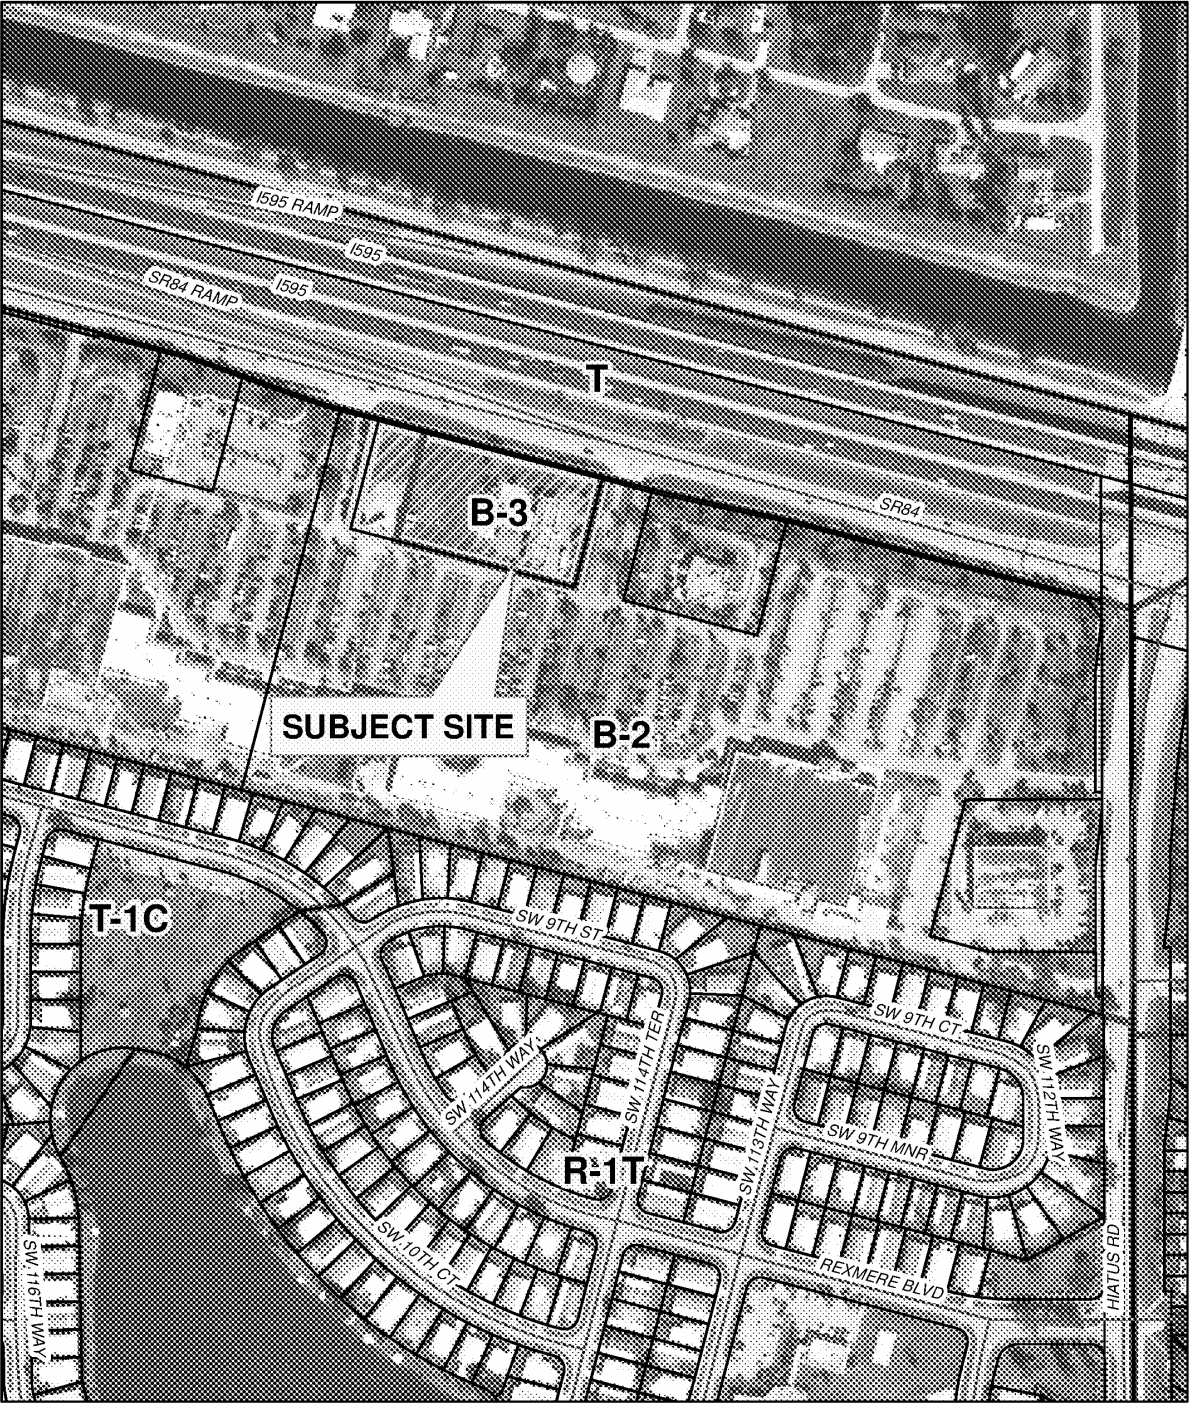 I595 RAMP
I595
SR84 RAMP
I595
T
B-3
SR84
SUBJECT SITE
B-2
T-1C
SW 9TH ST
SW 9TH CT
SW 114TH WAY
SW 114TH TER
SW 113TH WAY
SW 112TH WAY
SW 9TH MNR
R-1T
SW 10TH CT
SW 116TH WAY
REXMERE BLVD
HIATUS RD